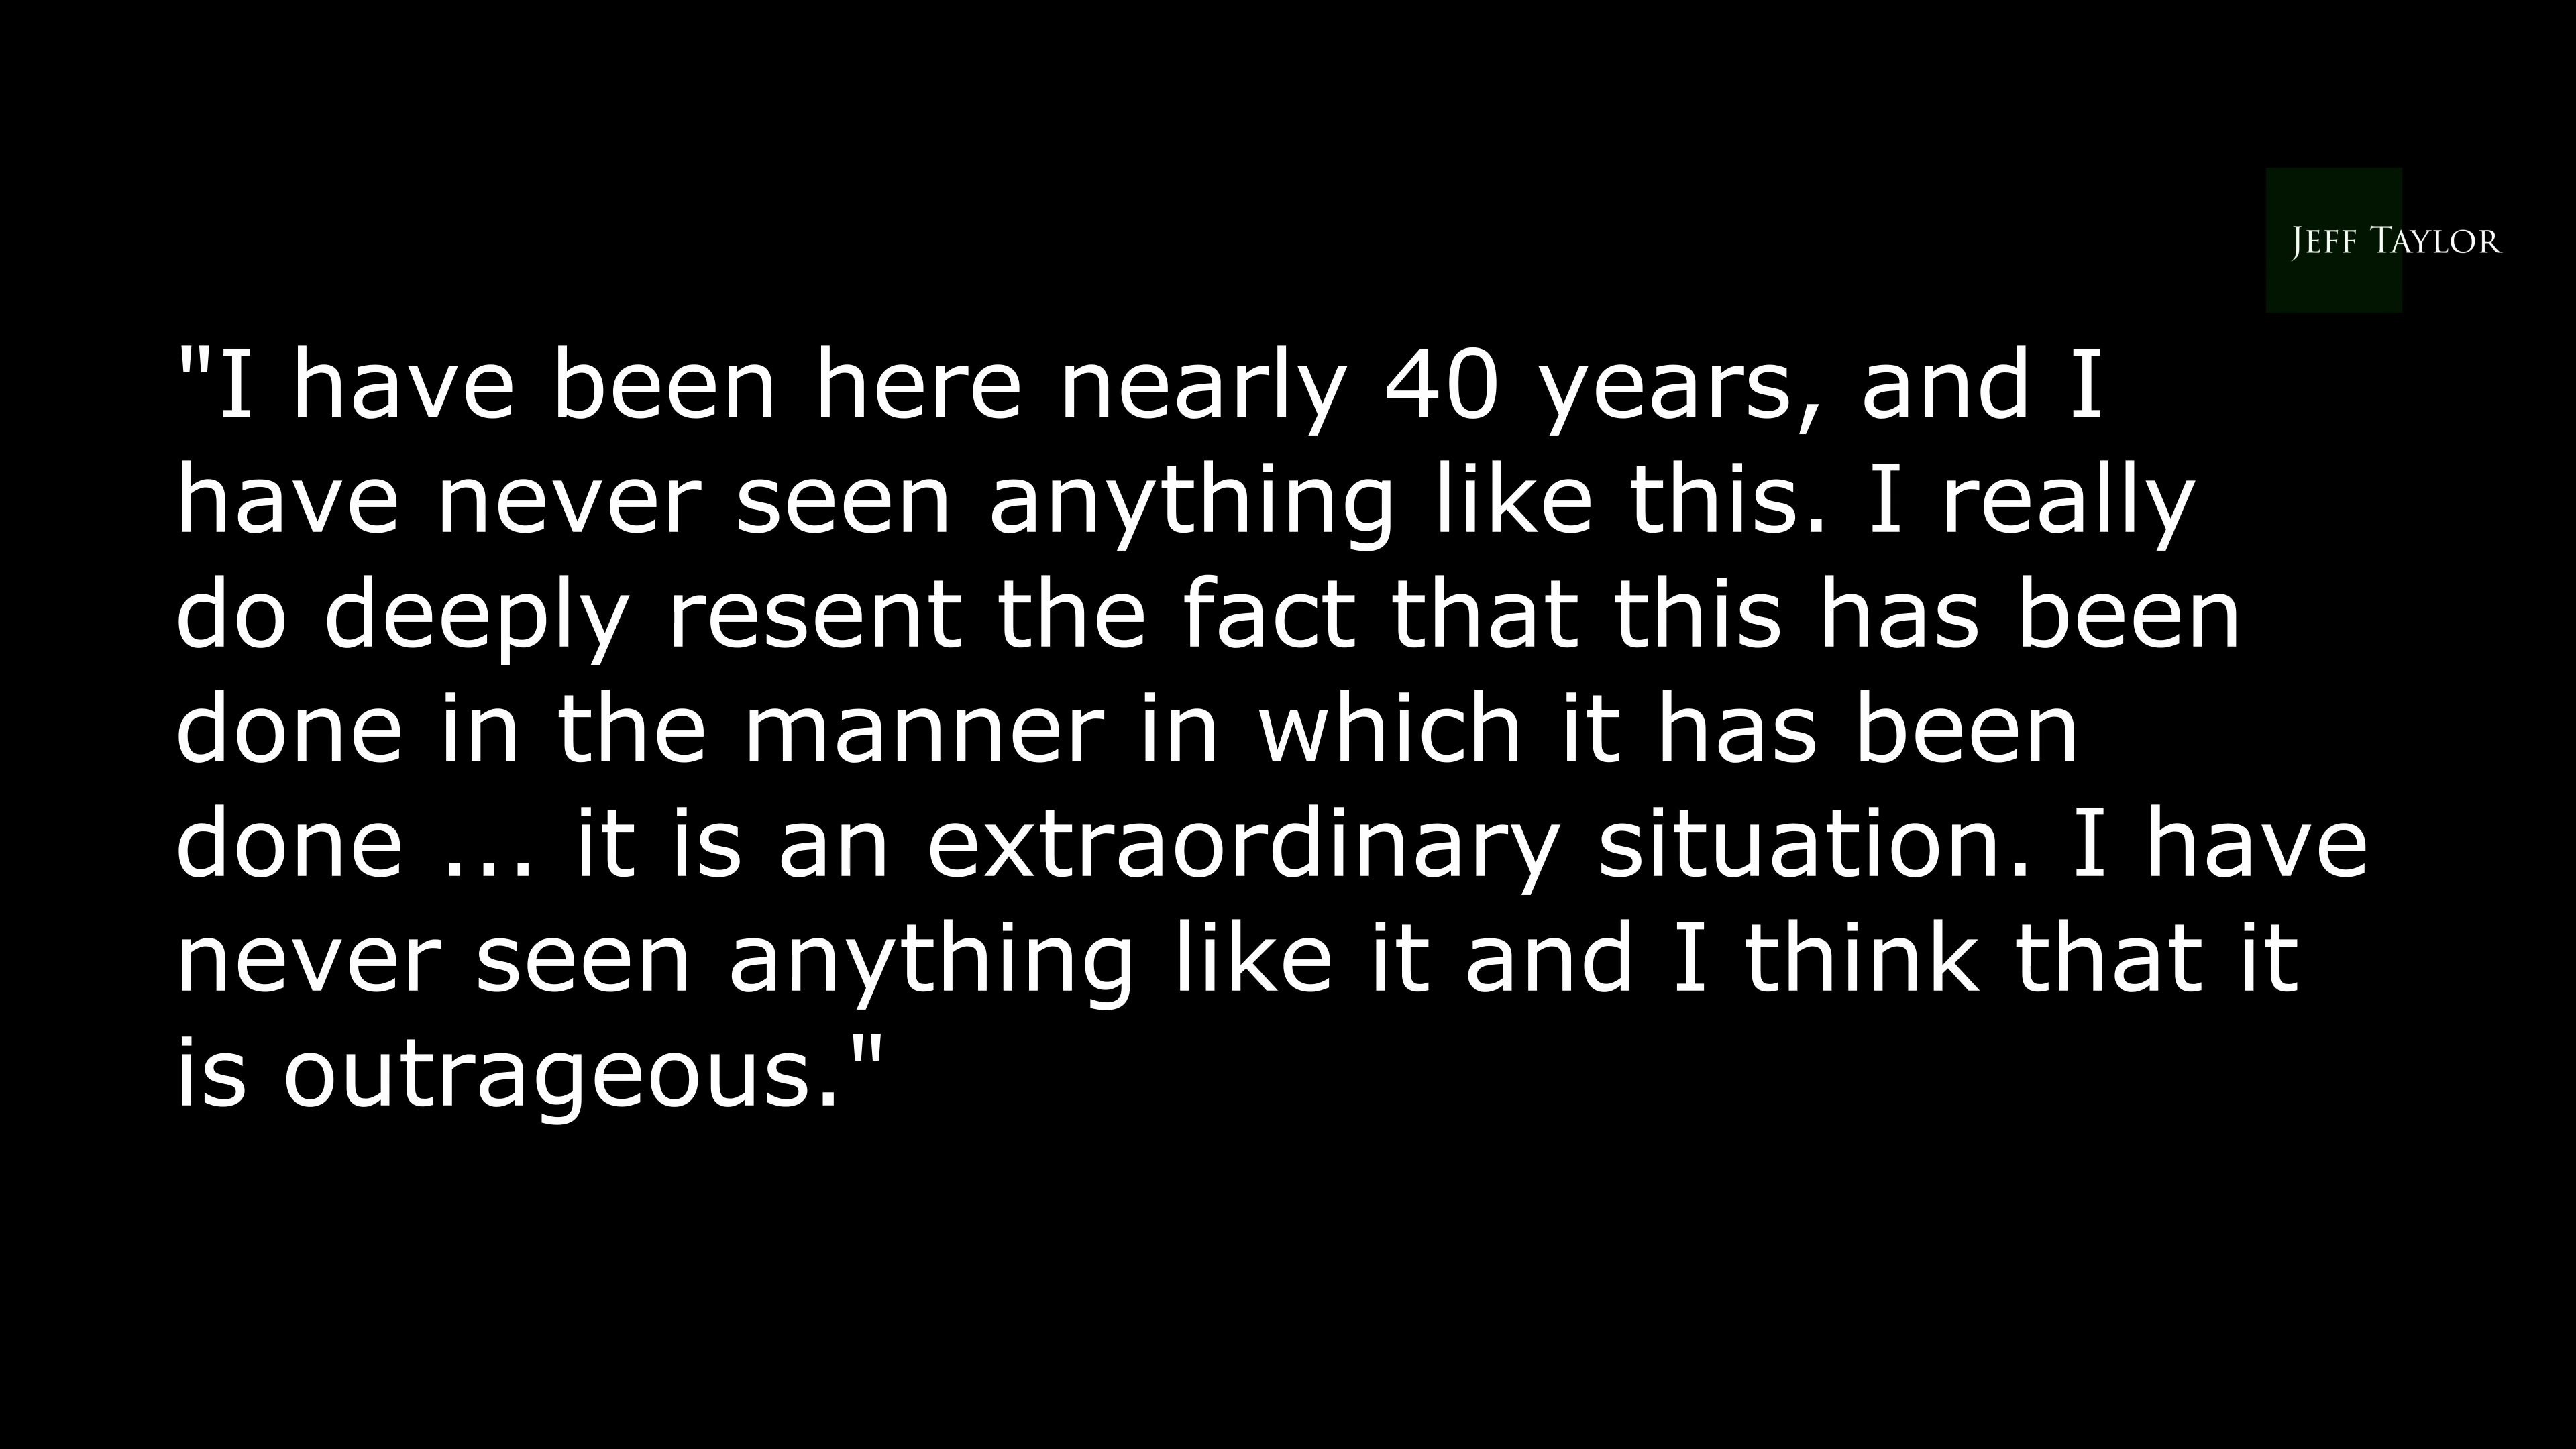 Jeff Taylor
"I have been here nearly 40 years, and I
have never seen anything like this. I really
do deeply resent the fact that this has been
done in the manner in which it has been
done ... it is an extraordinary situation. I have
never seen anything like it and I think that it
is outrageous."